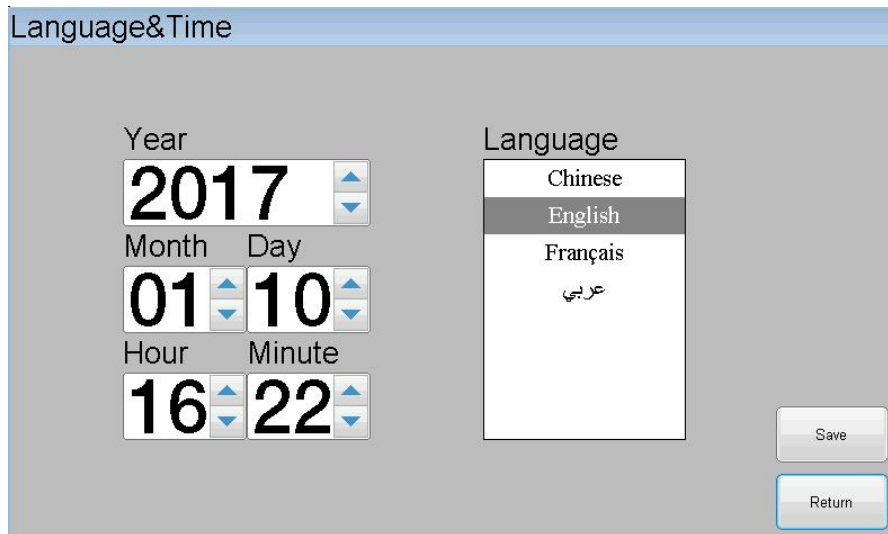 Language&Time
Year
2017
Month Day
01 10
Hour Minute
16 22
Language
Chinese
English
Français
عربي
Save
Return